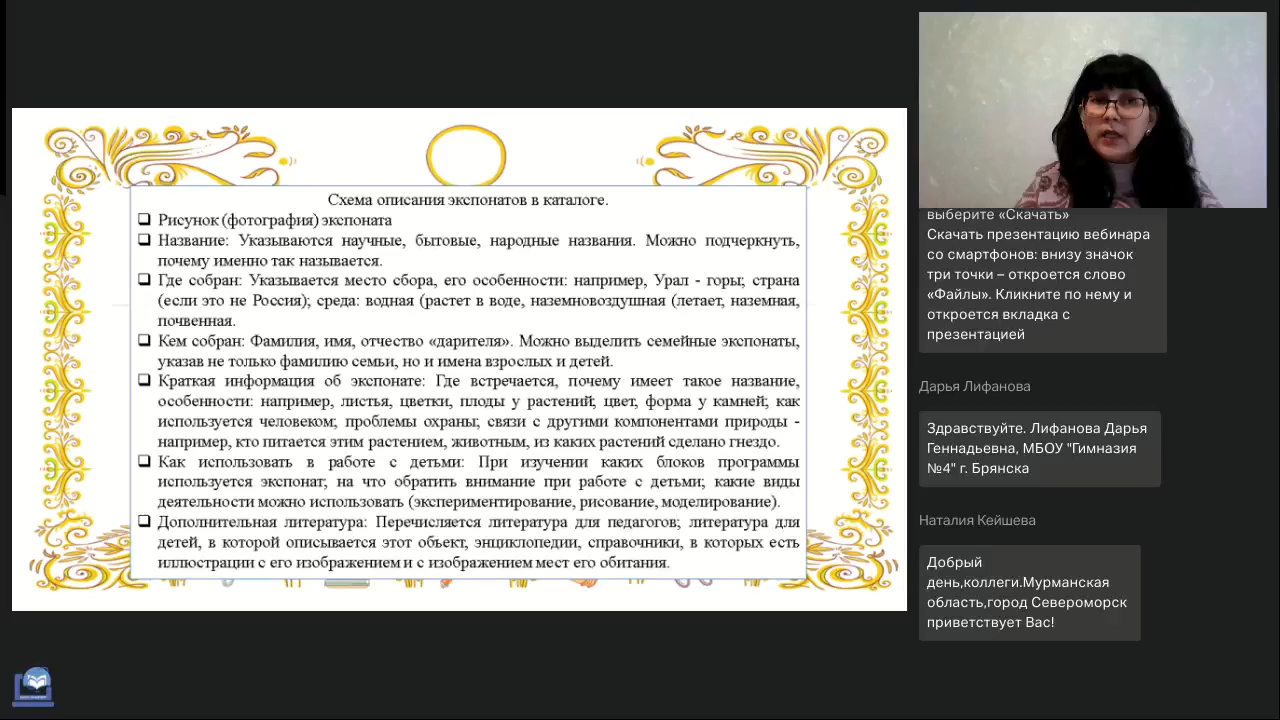 Схема описания экспонатов в каталоге.
Рисунок (фотография) экспоната
Название: Указываются научные, бытовые, народные названия. Можно подчеркнуть,
почему именно так называется.
Где собран: Указывается место сбора, его особенности: например, Урал - горы; страна
(если это не Россия); среда: водная (растет в воде, наземновоздушная (летает, наземная,
почвенная.
Кем собран: Фамилия, имя, отчество «дарителя». Можно выделить семейные экспонаты,
указав не только фамилию семьи, но и имена взрослых и детей.
Краткая информация об экспонате: Где встречается, почему имеет такое название,
особенности: например, листья, цветки, плоды у растений; цвет, форма у камней; как
используется человеком; проблемы охраны; связи с другими компонентами природы -
например, кто питается этим растением, животным, из каких растений сделано гнездо.
Как использовать в работе с детьми: При изучении каких блоков программы
используется экспонат; на что обратить внимание при работе с детьми; какие виды
деятельности можно использовать (экспериментирование, рисование, моделирование).
Дополнительная литература: Перечисляется литература для педагогов; литература для
детей, в которой описывается этот объект, энциклопедии, справочники, в которых есть
иллюстрации с его изображением и с изображением мест его обитания.
выберите «Скачать»
Скачать презентацию вебинара
со смартфонов: внизу значок
три точки – откроется слово
«Файлы». Кликните по нему и
откроется вкладка с
презентацией
Дарья Лифанова
Здравствуйте. Лифанова Дарья
Геннадьевна, МБОУ "Гимназия
№4" г. Брянска
Наталия Кейшева
Добрый
день,коллеги.Мурманская
область,город Североморск
приветствует Вас!